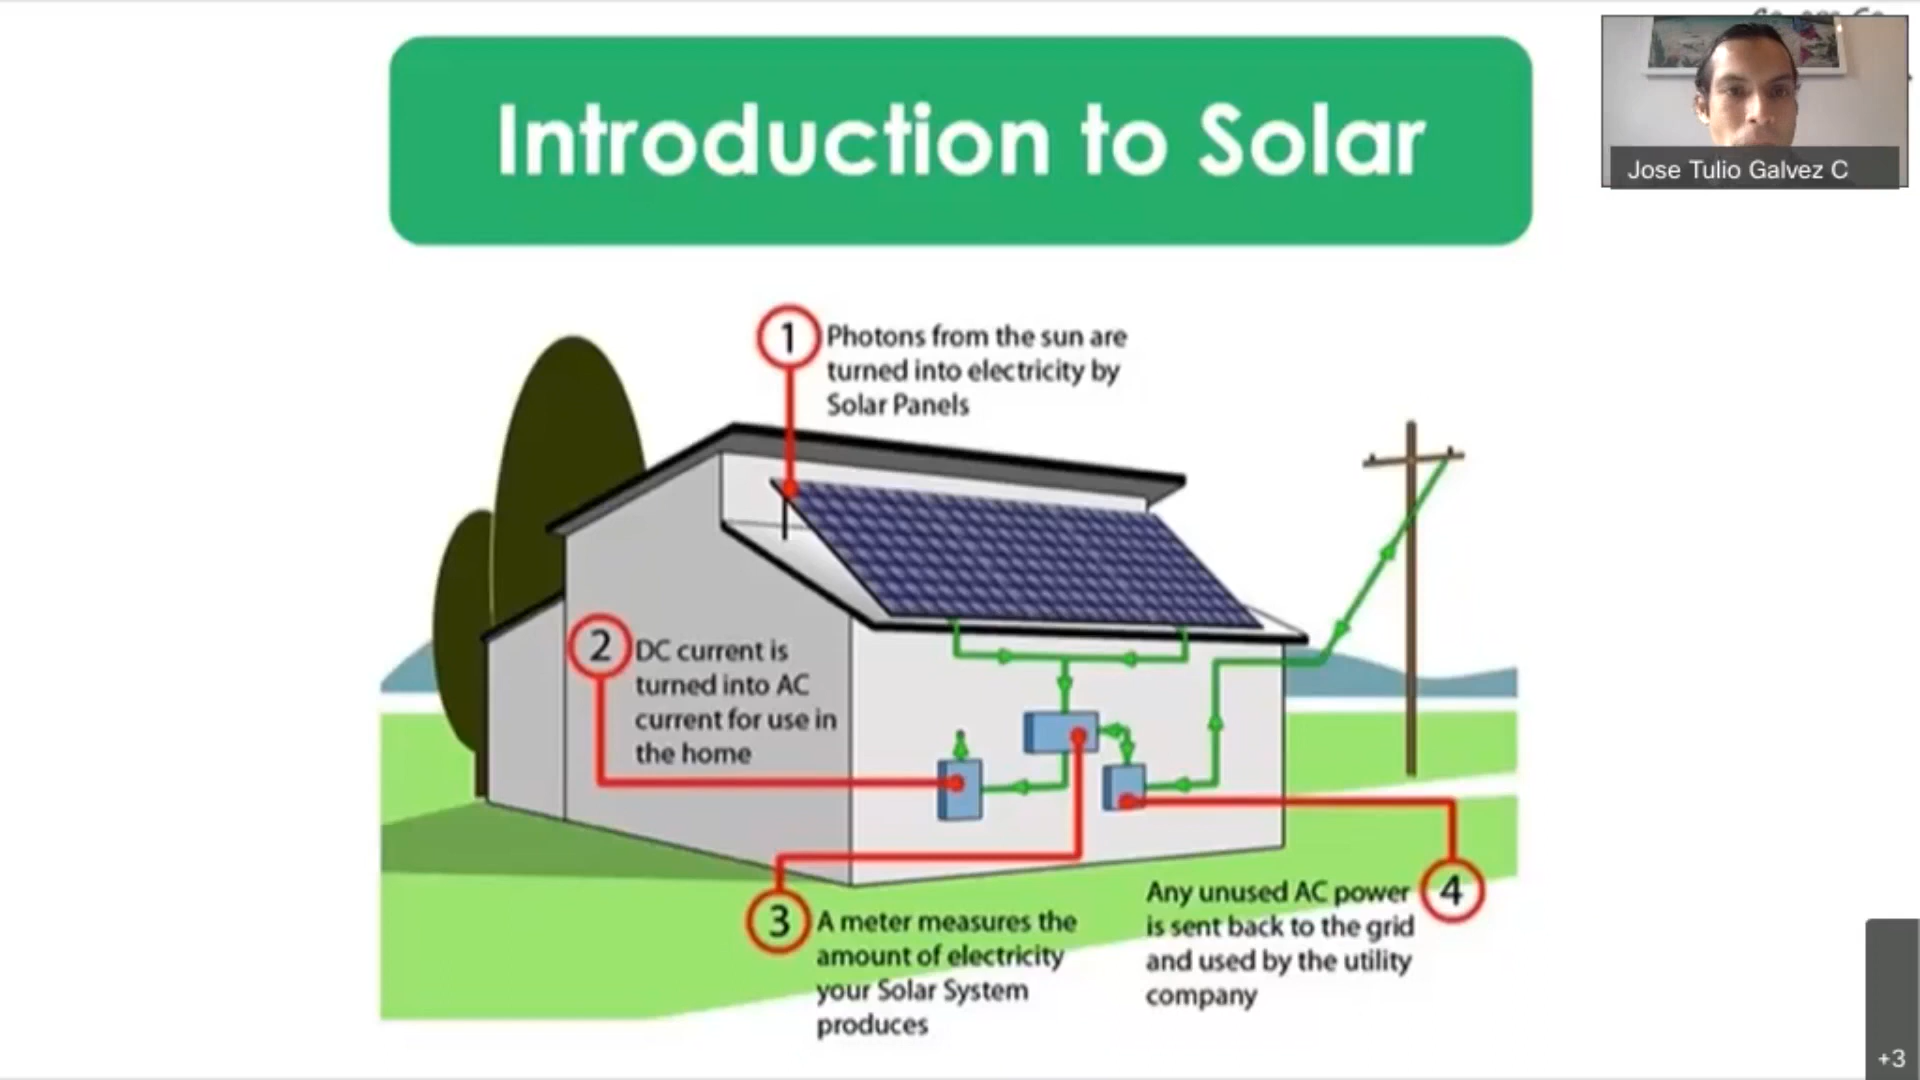 Introduction to Solar
Jose Tulio Galvez C
1
Photons from the sun are
turned into electricity by
Solar Panels
2
DC current is
turned into AC
current for use in
the home
3
A meter measures the
amount of electricity
your Solar System
produces
4
Any unused AC power
is sent back to the grid
and used by the utility
company
+3